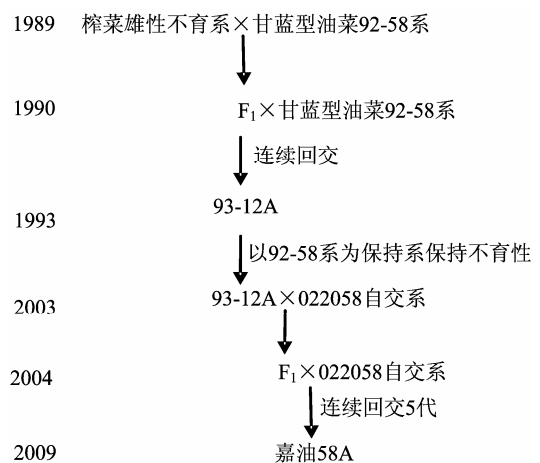 1989 榨菜雄性不育系×甘蓝型油菜92-58系
1990 F₁×甘蓝型油菜92-58系
连续回交
1993 93-12A
以92-58系为保持系保持不育性
2003 93-12A×022058自交系
2004 F₁×022058自交系
连续回交5代
2009 嘉油58A